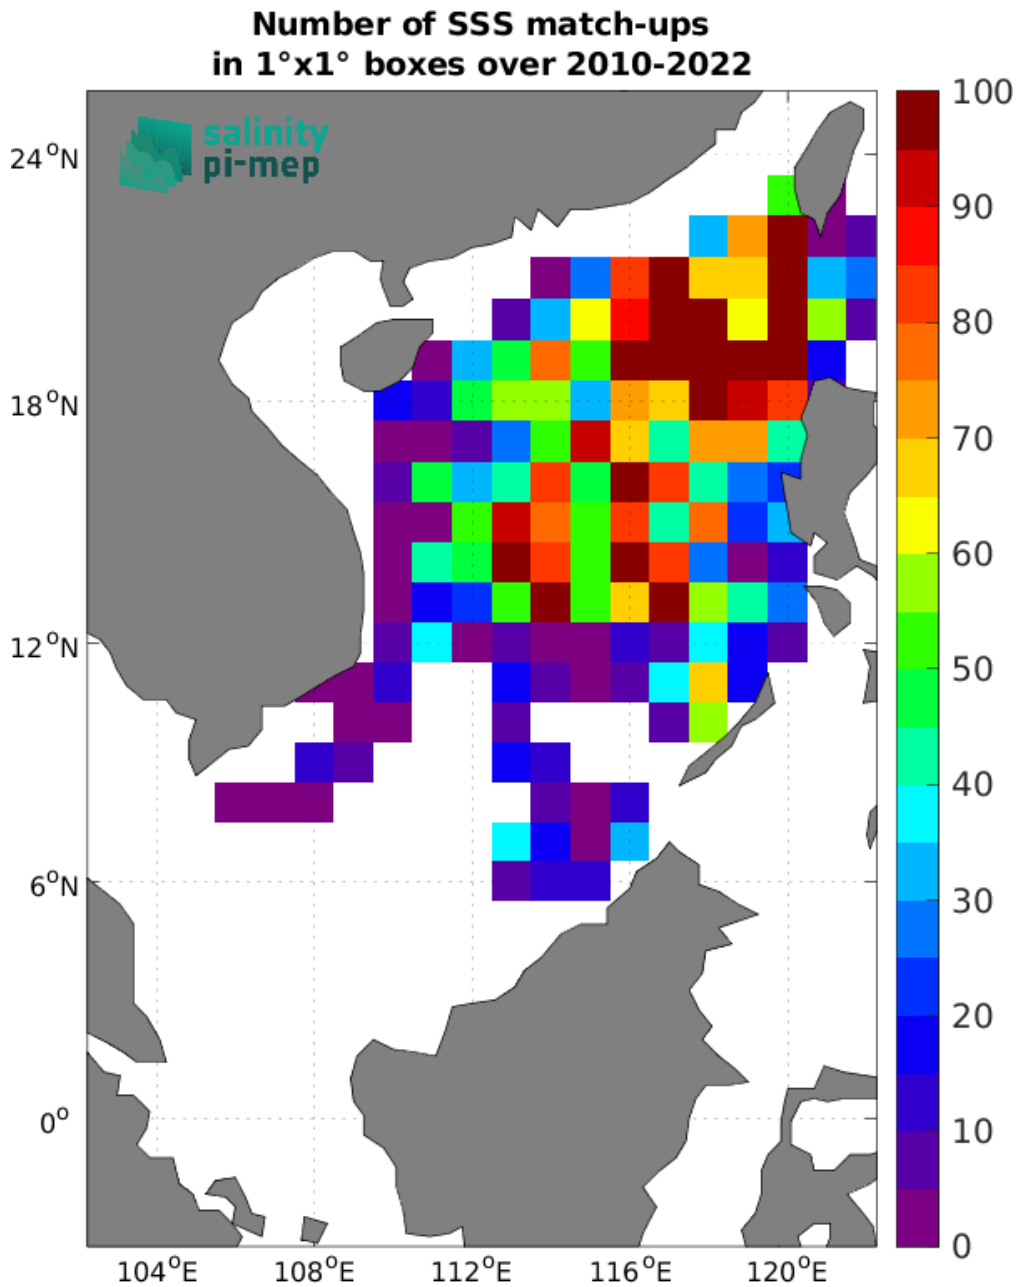 Number of SSS match-ups
in 1°x1° boxes over 2010-2022
salinity
pi-mep
24°N
18°N
12°N
6°N
0°
104°E 108°E 112°E 116°E 120°E
100
90
80
70
60
50
40
30
20
10
0